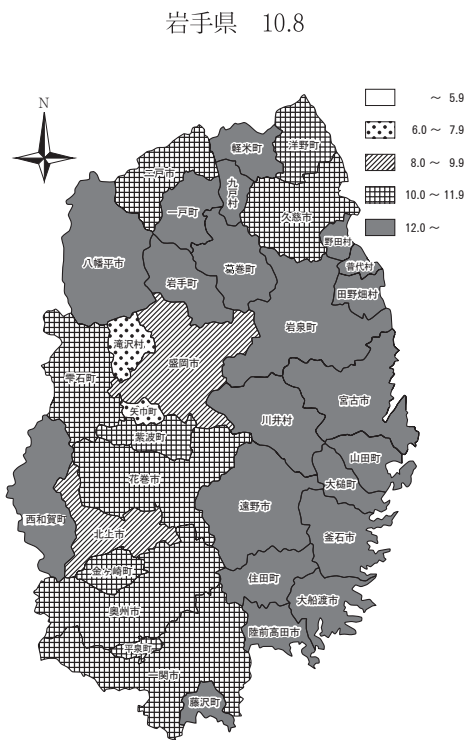 岩手県　10.8
N
～ 5.9
6.0 ～ 7.9
8.0 ～ 9.9
10.0 ～ 11.9
12.0 ～
軽米町
洋野町
二戸市
九戸村
一戸町
久慈市
野田村
普代村
八幡平市
葛巻町
岩手町
田野畑村
岩泉町
滝沢村
盛岡市
雫石町
宮古市
矢巾町
川井村
紫波町
山田町
花巻市
大槌町
遠野市
西和賀町
北上市
釜石市
金ヶ崎町
住田町
大船渡市
奥州市
陸前高田市
平泉町
一関市
藤沢町